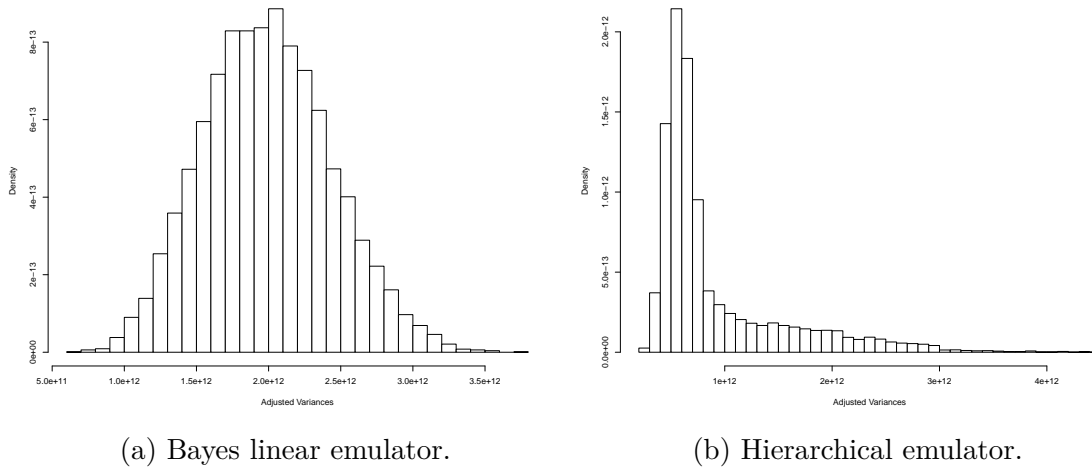 8e−13
6e−13
4e−13
2e−13
0e+00
Density
5.0e+11 1.0e+12 1.5e+12 2.0e+12 2.5e+12 3.0e+12 3.5e+12
Adjusted Variances
(a) Bayes linear emulator.
2.0e−12
1.5e−12
1.0e−12
5.0e−13
0.0e+00
Density
1e+12 2e+12 3e+12 4e+12
Adjusted Variances
(b) Hierarchical emulator.